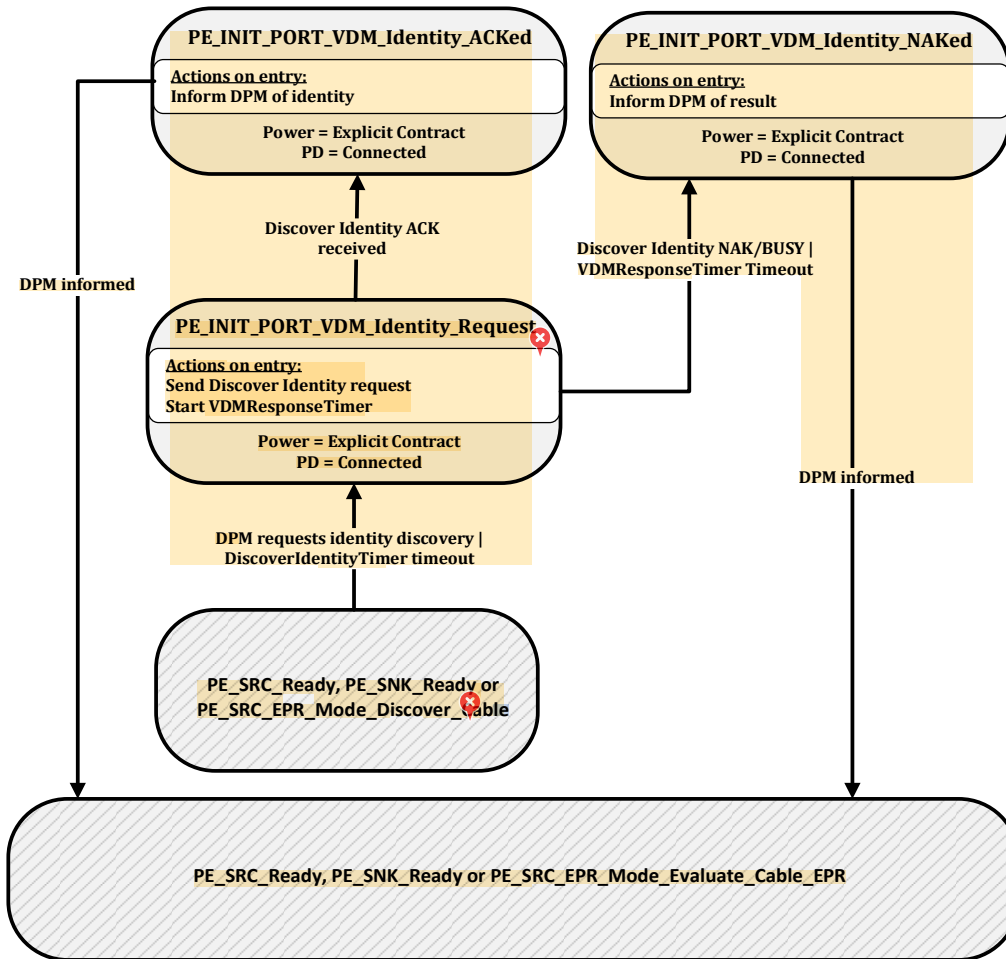 PE_INIT_PORT_VDM_Identity_ACKed
Actions on entry:
Inform DPM of identity
Power = Explicit Contract
PD = Connected
PE_INIT_PORT_VDM_Identity_NAKed
Actions on entry:
Inform DPM of result
Power = Explicit Contract
PD = Connected
Discover Identity ACK
received
Discover Identity NAK/BUSY |
VDMResponseTimer Timeout
DPM informed
PE_INIT_PORT_VDM_Identity_Request
Actions on entry:
Send Discover Identity request
Start VDMResponseTimer
Power = Explicit Contract
PD = Connected
DPM informed
DPM requests identity discovery |
DiscoverIdentityTimer timeout
PE_SRC_Ready, PE_SNK_Ready or
PE_SRC_EPR_Mode_Discover_Cable
PE_SRC_Ready, PE_SNK_Ready or PE_SRC_EPR_Mode_Evaluate_Cable_EPR